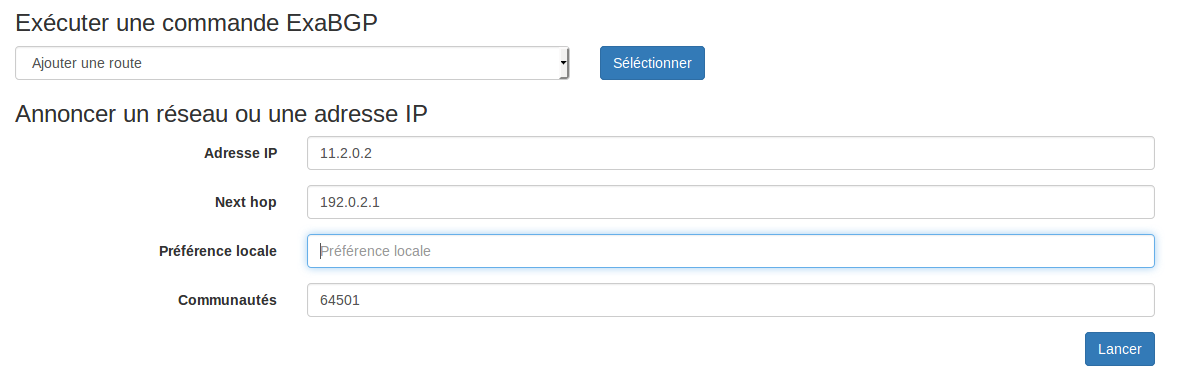 Exécuter une commande ExaBGP
Ajouter une route
Séléctionner
Annoncer un réseau ou une adresse IP
Adresse IP 11.2.0.2
Next hop 192.0.2.1
Préférence locale Préférence locale
Communautés 64501
Lancer